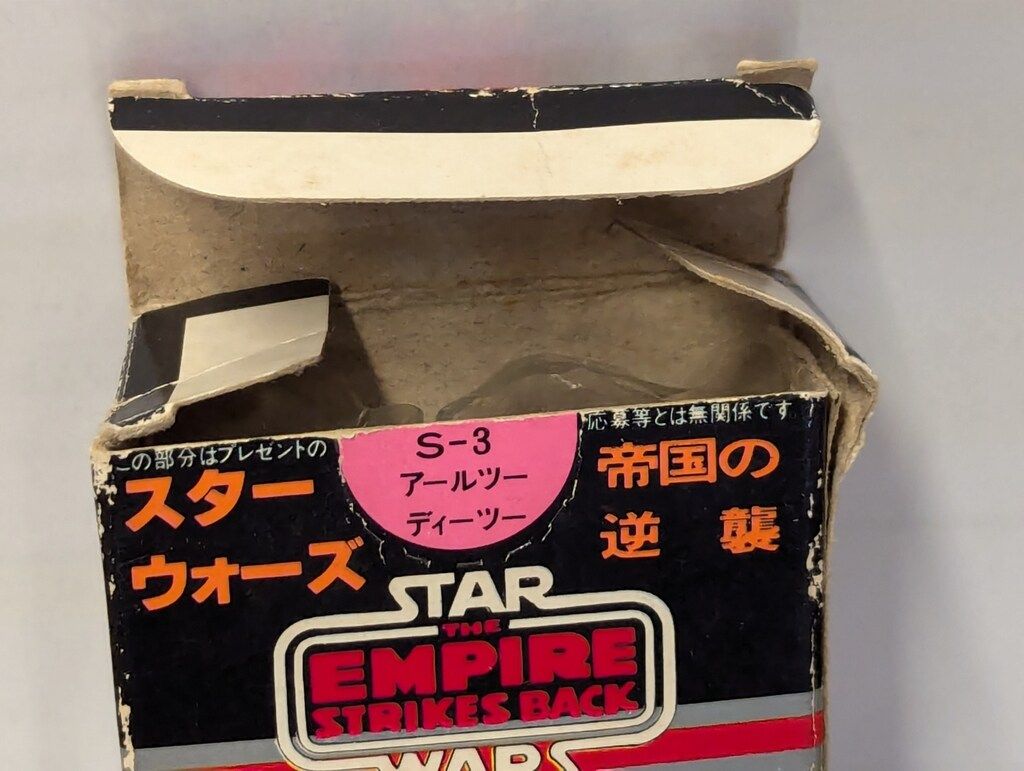 この部分はプレゼントの
応募等とは無関係です
スター
ウォーズ
S-3
アールツー
ディーツー
帝国の
逆襲
STAR
THE
EMPIRE
STRIKES BACK
WARS